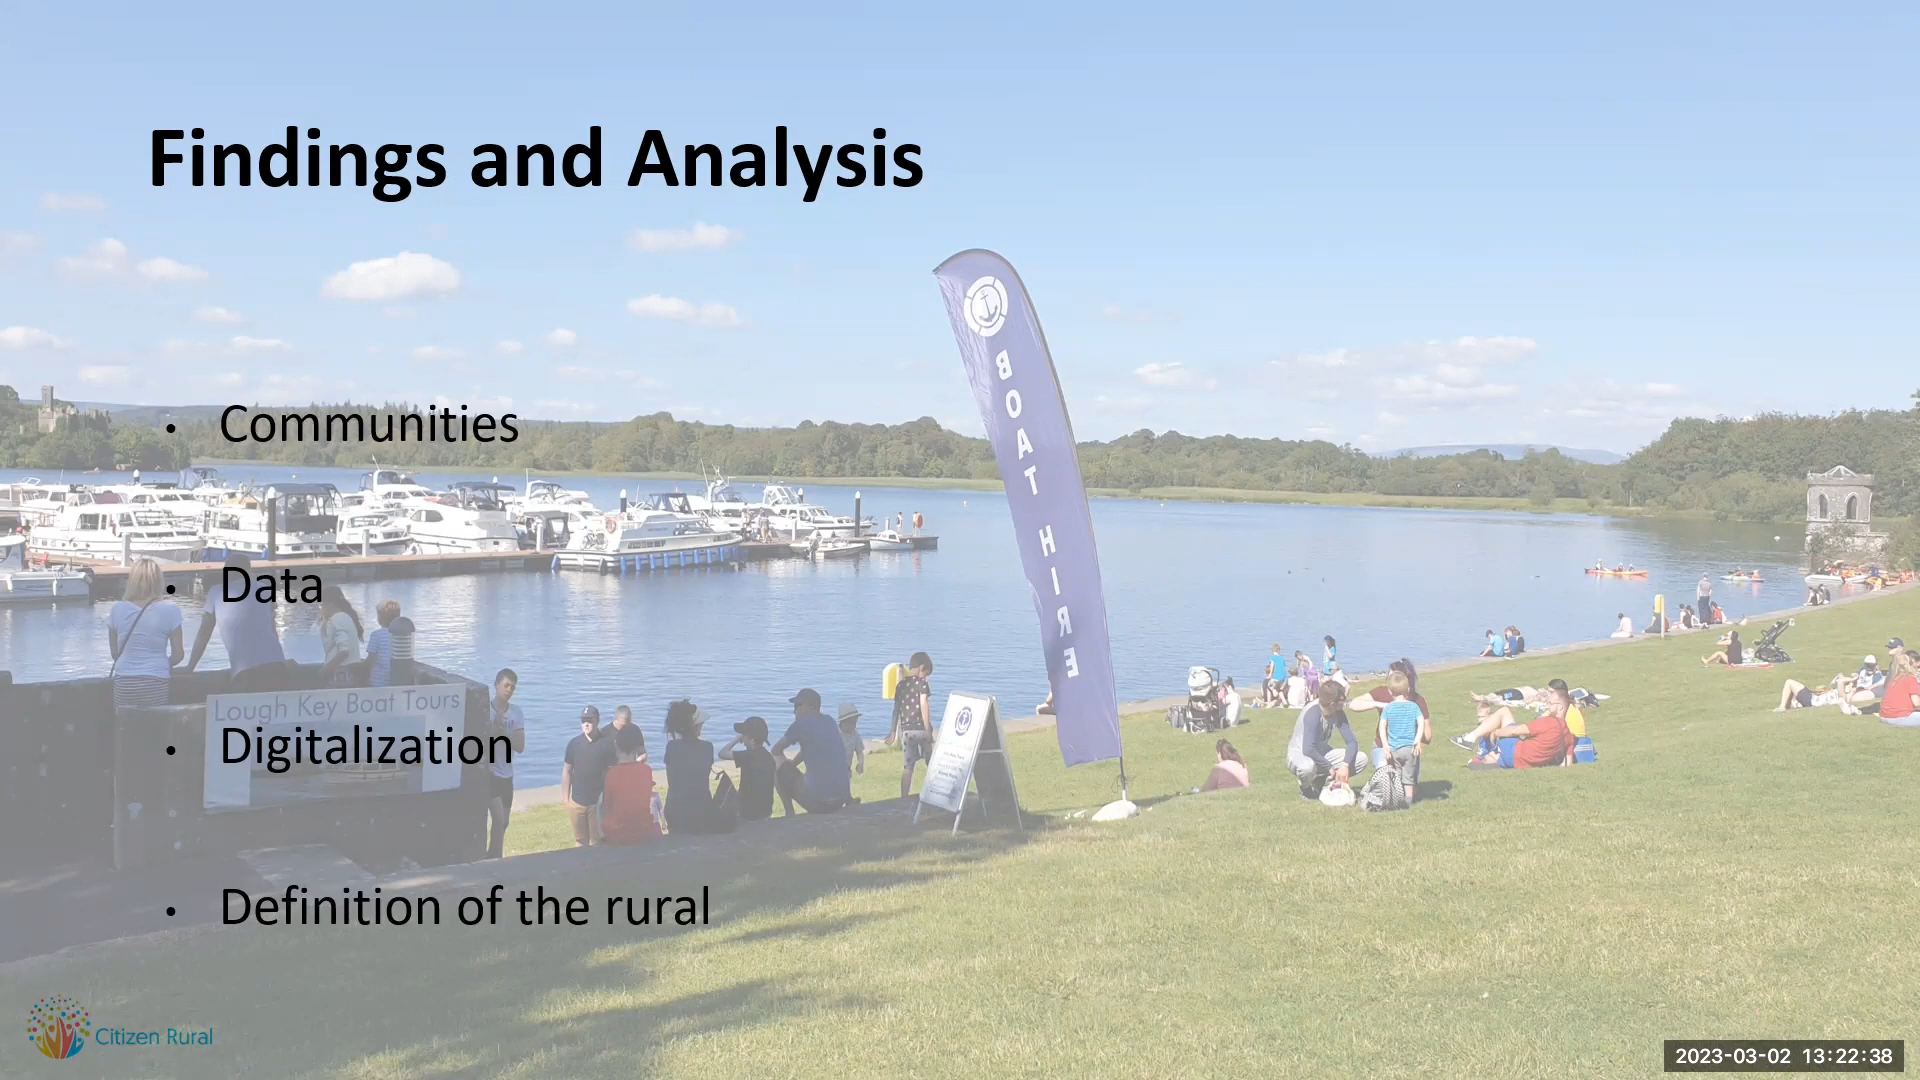 Findings and Analysis
BOAT HIRE
• Communities
• Data
Lough Key Boat Tours
• Digitalization
• Definition of the rural
Citizen Rural
2023-03-02 13:22:38